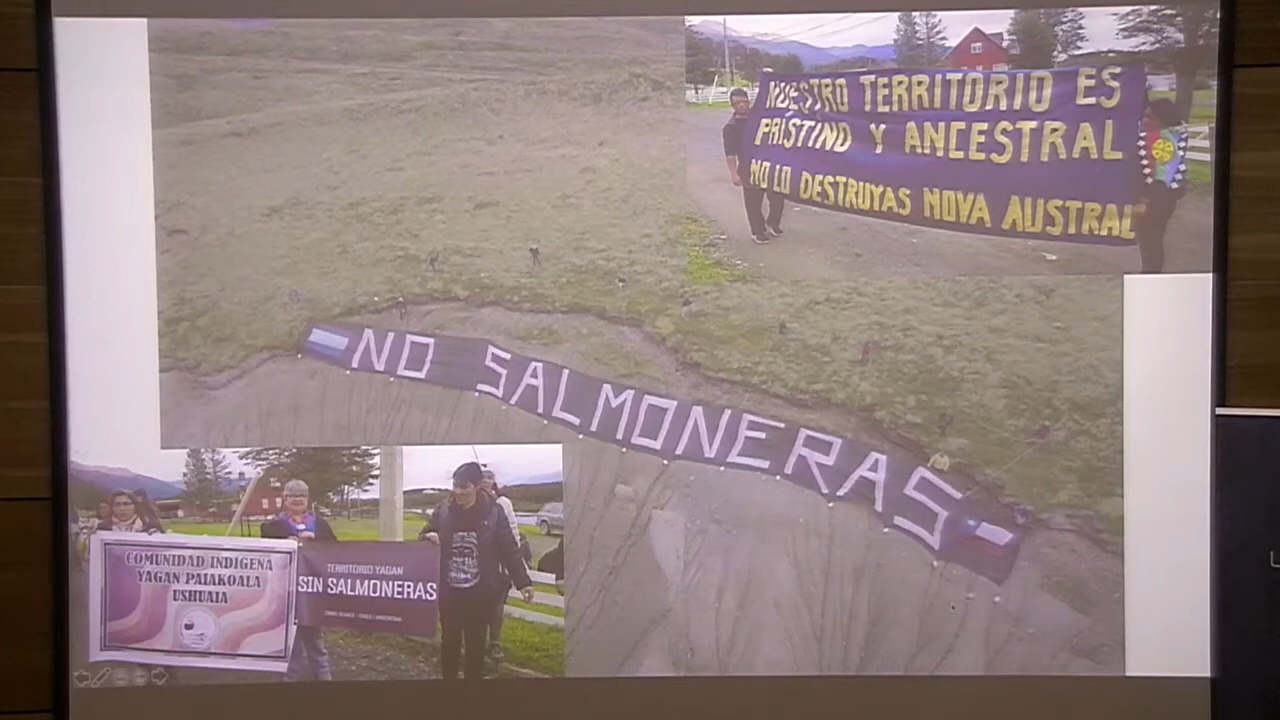 NUESTRO TERRITORIO ES
PRÍSTINO Y ANCESTRAL
NO LO DESTRUYAS NOVA AUSTRAL
NO SALMONERAS
COMUNIDAD INDIGENA
YAGAN PAIAKOALA
USHUAIA
TERRITORIO YAGAN
SIN SALMONERAS